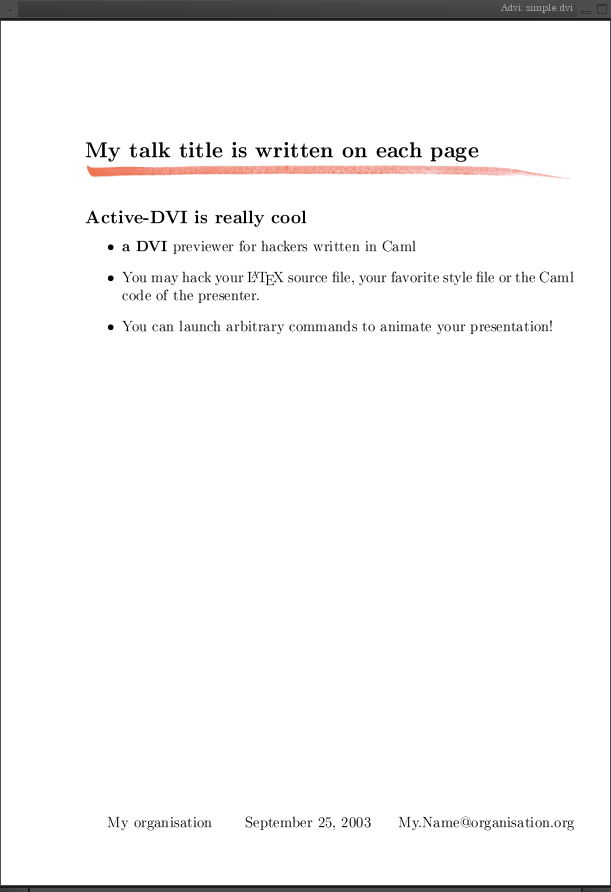 Advi: simple.dvi
My talk title is written on each page
Active-DVI is really cool
• a DVI previewer for hackers written in Caml
• You may hack your LATEX source file, your favorite style file or the Caml
code of the presenter.
• You can launch arbitrary commands to animate your presentation!
My organisation September 25, 2003 My.Name@organisation.org